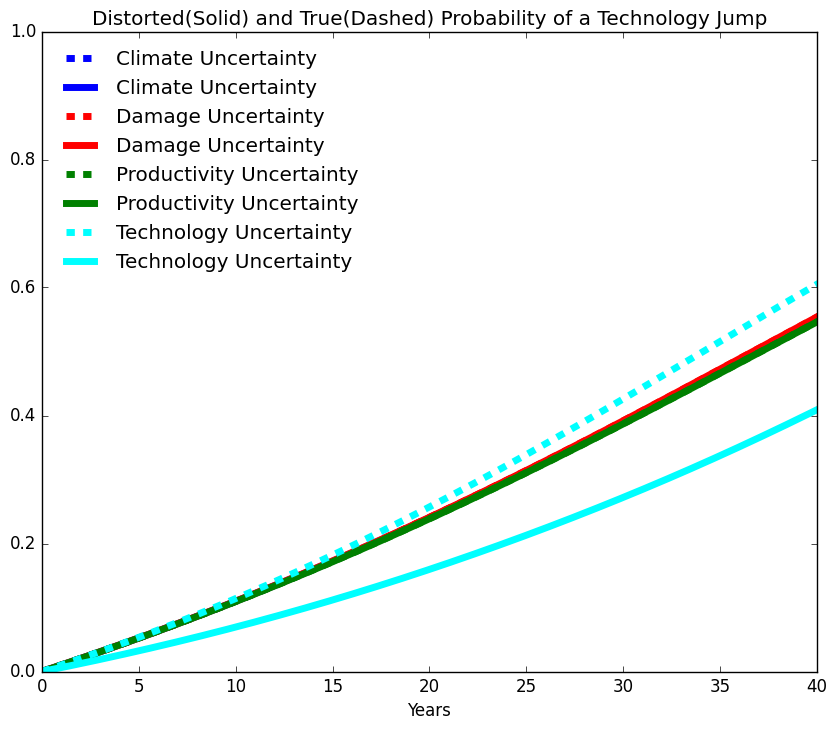 Distorted(Solid) and True(Dashed) Probability of a Technology Jump
1.0
0.8
0.6
0.4
0.2
0.0
Climate Uncertainty
Climate Uncertainty
Damage Uncertainty
Damage Uncertainty
Productivity Uncertainty
Productivity Uncertainty
Technology Uncertainty
Technology Uncertainty
0 5 10 15 20 25 30 35 40
Years